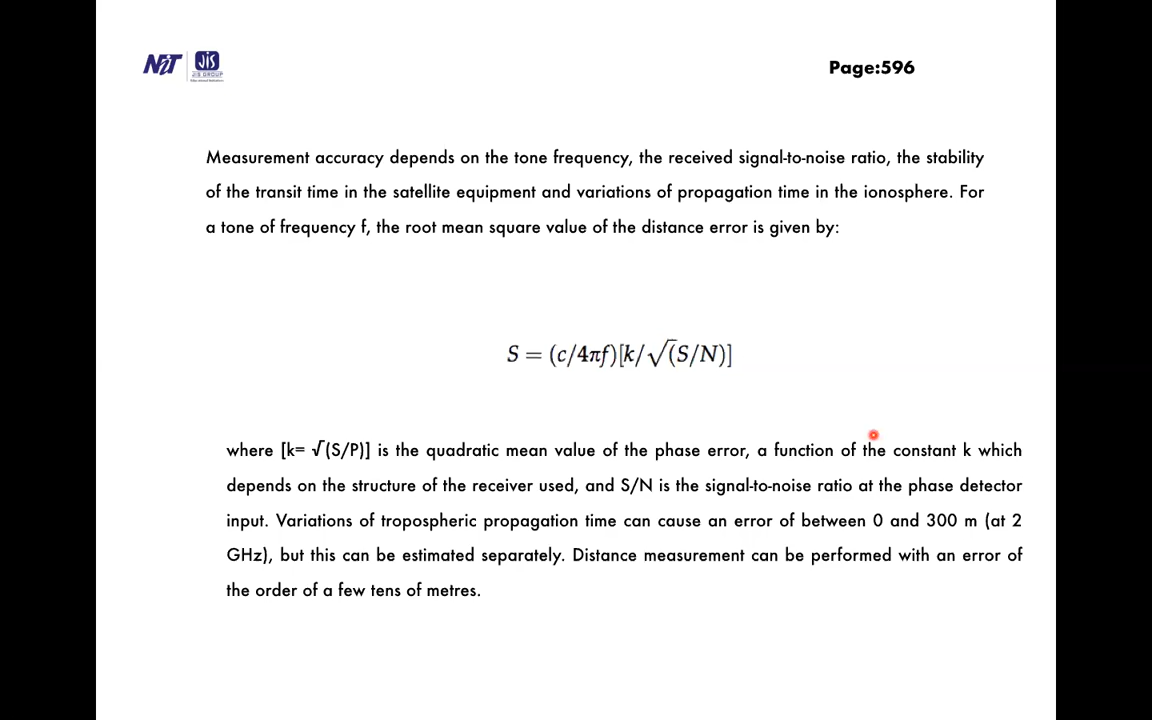 NiT JIS
JIS GROUP
Educational Initiatives
Page:596
Measurement accuracy depends on the tone frequency, the received signal-to-noise ratio, the stability
of the transit time in the satellite equipment and variations of propagation time in the ionosphere. For
a tone of frequency f, the root mean square value of the distance error is given by:
S = (c/4πf)[k/√(S/N)]
where [k= √(S/P)] is the quadratic mean value of the phase error, a function of the constant k which
depends on the structure of the receiver used, and S/N is the signal-to-noise ratio at the phase detector
input. Variations of tropospheric propagation time can cause an error of between 0 and 300 m (at 2
GHz), but this can be estimated separately. Distance measurement can be performed with an error of
the order of a few tens of metres.